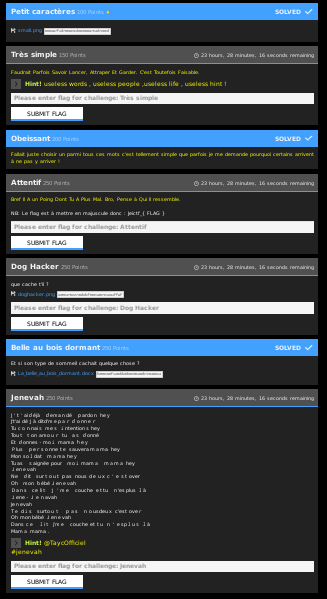 Petit caractères 100 Points
SOLVED
small.png
Très simple 150 Points
23 hours, 28 minutes, 16 seconds remaining
Faudrait Parfois Savoir Lancer, Attraper Et Garder. C'est Toutefois Faisable.
Hint! useless words , useless people ,useless life , useless hint !
Please enter flag for challenge: Très simple
SUBMIT FLAG
Obeissant 200 Points
SOLVED
Fallait juste choisir un parmi tous ces mots c'est tellement simple que parfois je me demande pourquoi certains arrivent
à ne pas y arriver !
Attentif 250 Points
23 hours, 28 minutes, 16 seconds remaining
Bref Il A un Poing Dont Tu A Plus Mal. Bro, Pense à Qui Il ressemble.
NB: Le flag est à mettre en majuscule donc : Jeictf_{ FLAG }
Please enter flag for challenge: Attentif
SUBMIT FLAG
Dog Hacker 250 Points
23 hours, 28 minutes, 16 seconds remaining
que cache t'il ?
doghacker.png
Please enter flag for challenge: Dog Hacker
SUBMIT FLAG
Belle au bois dormant 250 Points
SOLVED
Et si son type de sommeil cachait quelque chose ?
La_belle_au_bois_dormant.docx
Jenevah 250 Points
23 hours, 28 minutes, 16 seconds remaining
J 't 'ai déjà demandé pardon hey
Tu connais mes intentions hey
Tout ton amour tu as donné
Et donnes - moi mama hey
Plus personne te sauvera mama hey
Mon soldat mama hey
Tu as saignée pour moi mama mama hey
Jenevah
Ne dit surtout pas nous deux c'est over
Oh mon bébé Jenevah
Dans ce lit j'me couche et tu n'es plus là
Jene - Jenevah
Jenevah
Te dis surtout pas nous deux c'est over
Oh mon bébé Jenevah
Dans ce lit j'me couche et tu n'es plus là
Mama mama.
Hint! @TaycOfficiel
#jenevah
Please enter flag for challenge: Jenevah
SUBMIT FLAG